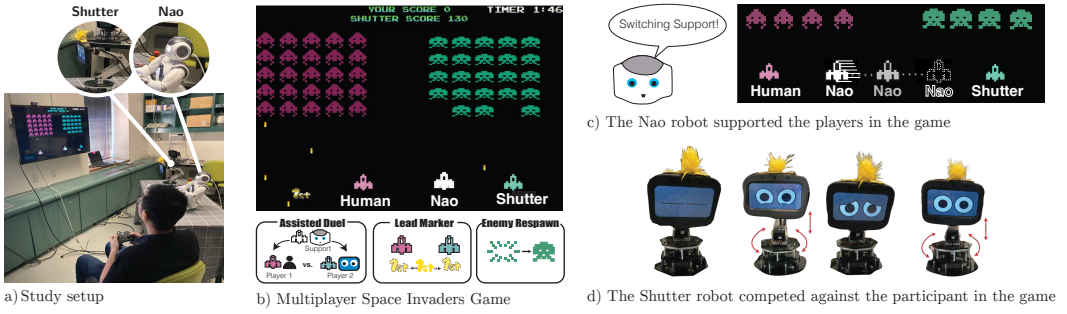 Shutter
Nao
a) Study setup
YOUR SCORE 0
TIMER 1:46
SHUTTER SCORE 130
1st
Human
Nao
Shutter
Assisted Duel
Support
Player 1
vs.
Player 2
Lead Marker
1st
Enemy Respawn
b) Multiplayer Space Invaders Game
Switching Support!
Human
Nao
Nao
Nao
Shutter
c) The Nao robot supported the players in the game
d) The Shutter robot competed against the participant in the game